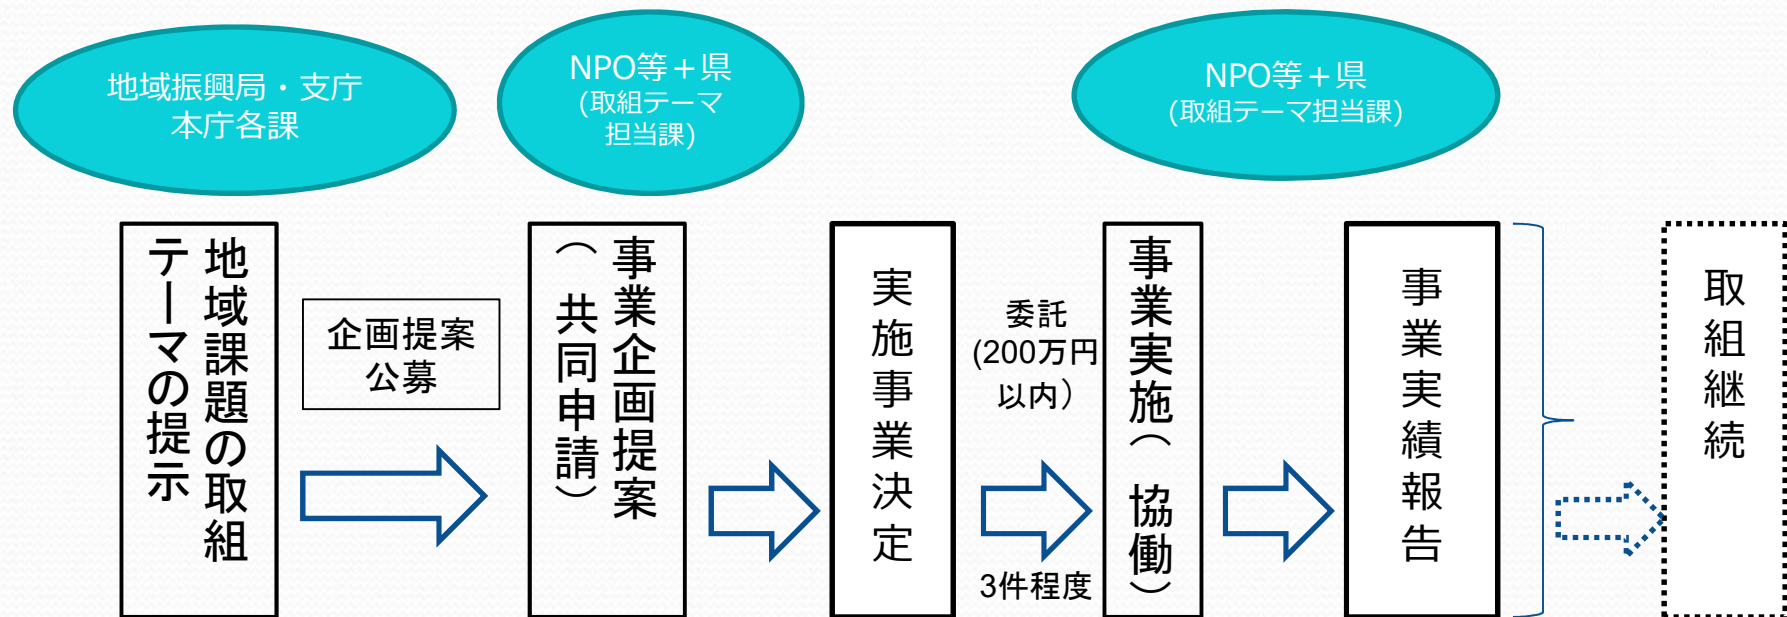 地域振興局・支庁
本庁各課
NPO等＋県
(取組テーマ
担当課)
NPO等＋県
(取組テーマ担当課)
地域課題の取組
テーマの提示
企画提案
公募
事業企画提案
（共同申請）
実施事業決定
委託
(200万円
以内）
3件程度
事業実施（協働）
事業実績報告
取組継続